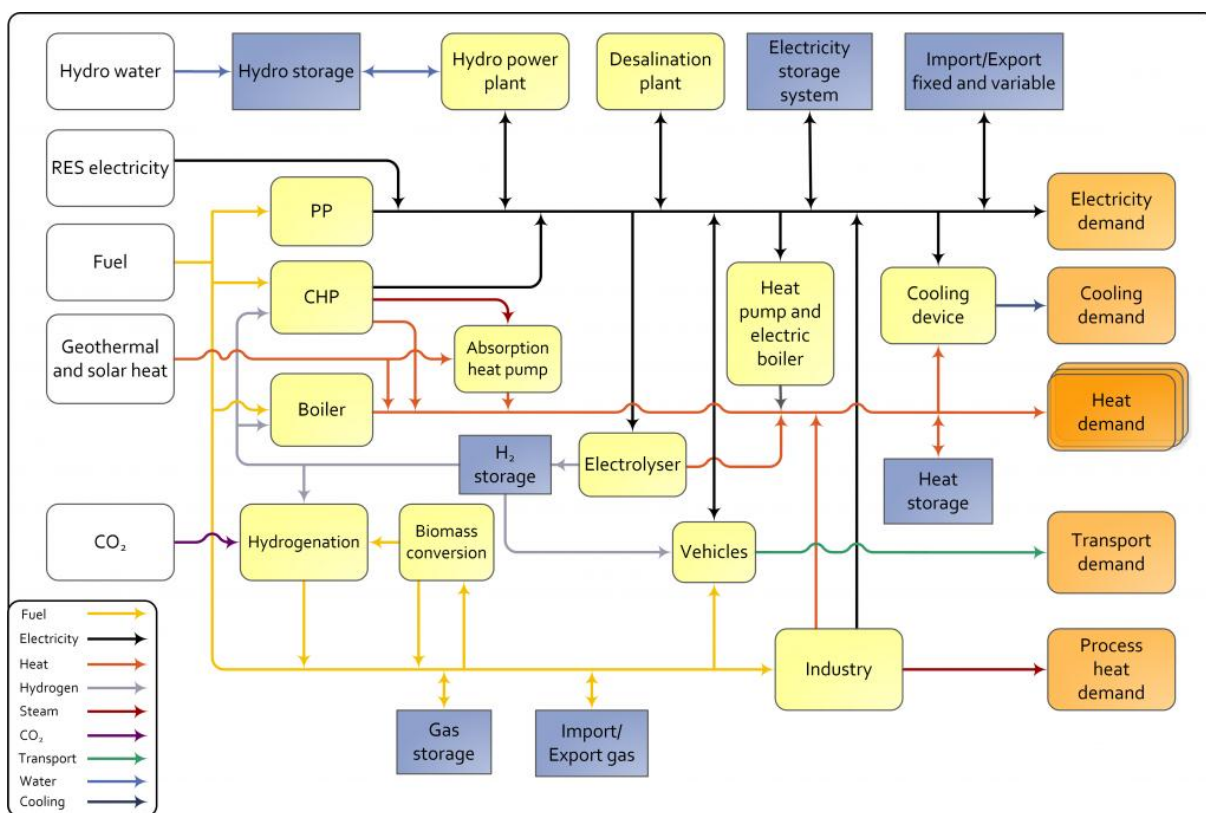 Hydro water
Hydro storage
Hydro power
plant
Desalination
plant
Electricity
storage
system
Import/Export
fixed and variable
RES electricity
PP
Electricity
demand
Fuel
CHP
Heat
pump and
electric
boiler
Cooling
device
Cooling
demand
Geothermal
and solar heat
Absorption
heat pump
Boiler
Heat
demand
H₂
storage
Electrolyser
Heat
storage
CO₂
Hydrogenation
Biomass
conversion
Vehicles
Transport
demand
Industry
Process
heat
demand
Gas
storage
Import/
Export gas
Fuel
Electricity
Heat
Hydrogen
Steam
CO₂
Transport
Water
Cooling